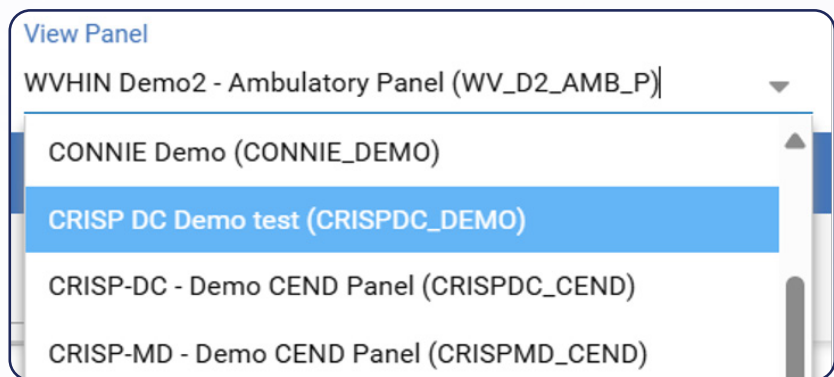 View Panel
WVHIN Demo2 - Ambulatory Panel (WV_D2_AMB_P)
CONNIE Demo (CONNIE_DEMO)
CRISP DC Demo test (CRISPDC_DEMO)
CRISP-DC - Demo CEND Panel (CRISPDC_CEND)
CRISP-MD - Demo CEND Panel (CRISPMD_CEND)